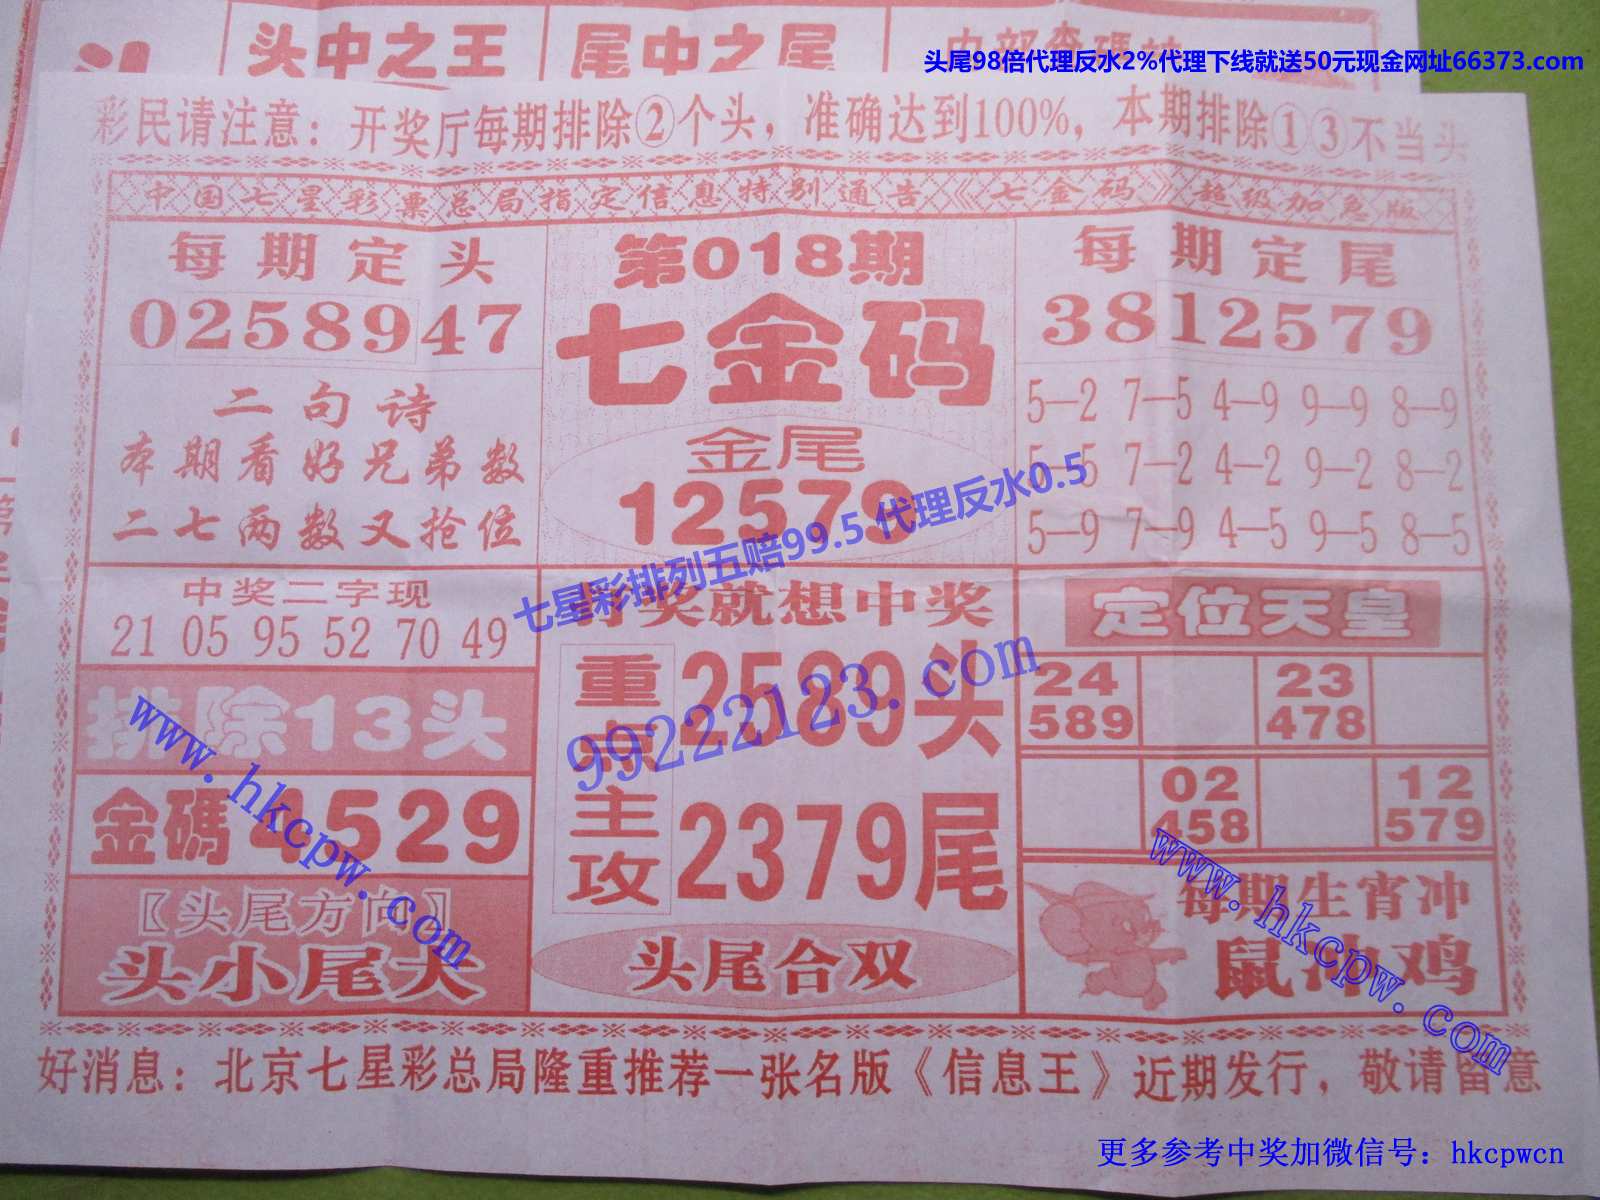 头中之王 尾中之尾
头尾98倍代理反水2%代理下线就送50元现金网址66373.com
彩民请注意：开奖厅每期排除②个头，准确达到100%，本期排除①③不当头
中国七星彩票总局指定信息特别通告《七金码》超级加急版
每期定头
0258947
二句诗
本期看好兄弟数
二七两数又抢位
第018期
七金码
金尾
12579
每期定尾
3812579
5—2 7—5 4—9 9—9 8—9
5—5 7—2 4—2 9—2 8—2
5—9 7—9 4—5 9—5 8—5
七星彩排列五赔99.5 代理反水0.5
中奖二字现
21 05 95 52 70 49
排除13头
金碼4529
〖头尾方向〗
头小尾大
奖就想中奖
重点主攻
2589头
2379尾
99222123.com
头尾合双
定位天皇
24 23
589 478
02 12
458 579
每期生肖冲
鼠冲鸡
www.hkcpw.com
www.hkcpw.com
好消息：北京七星彩总局隆重推荐一张名版《信息王》近期发行，敬请留意
更多参考中奖加微信号：hkcpwcn